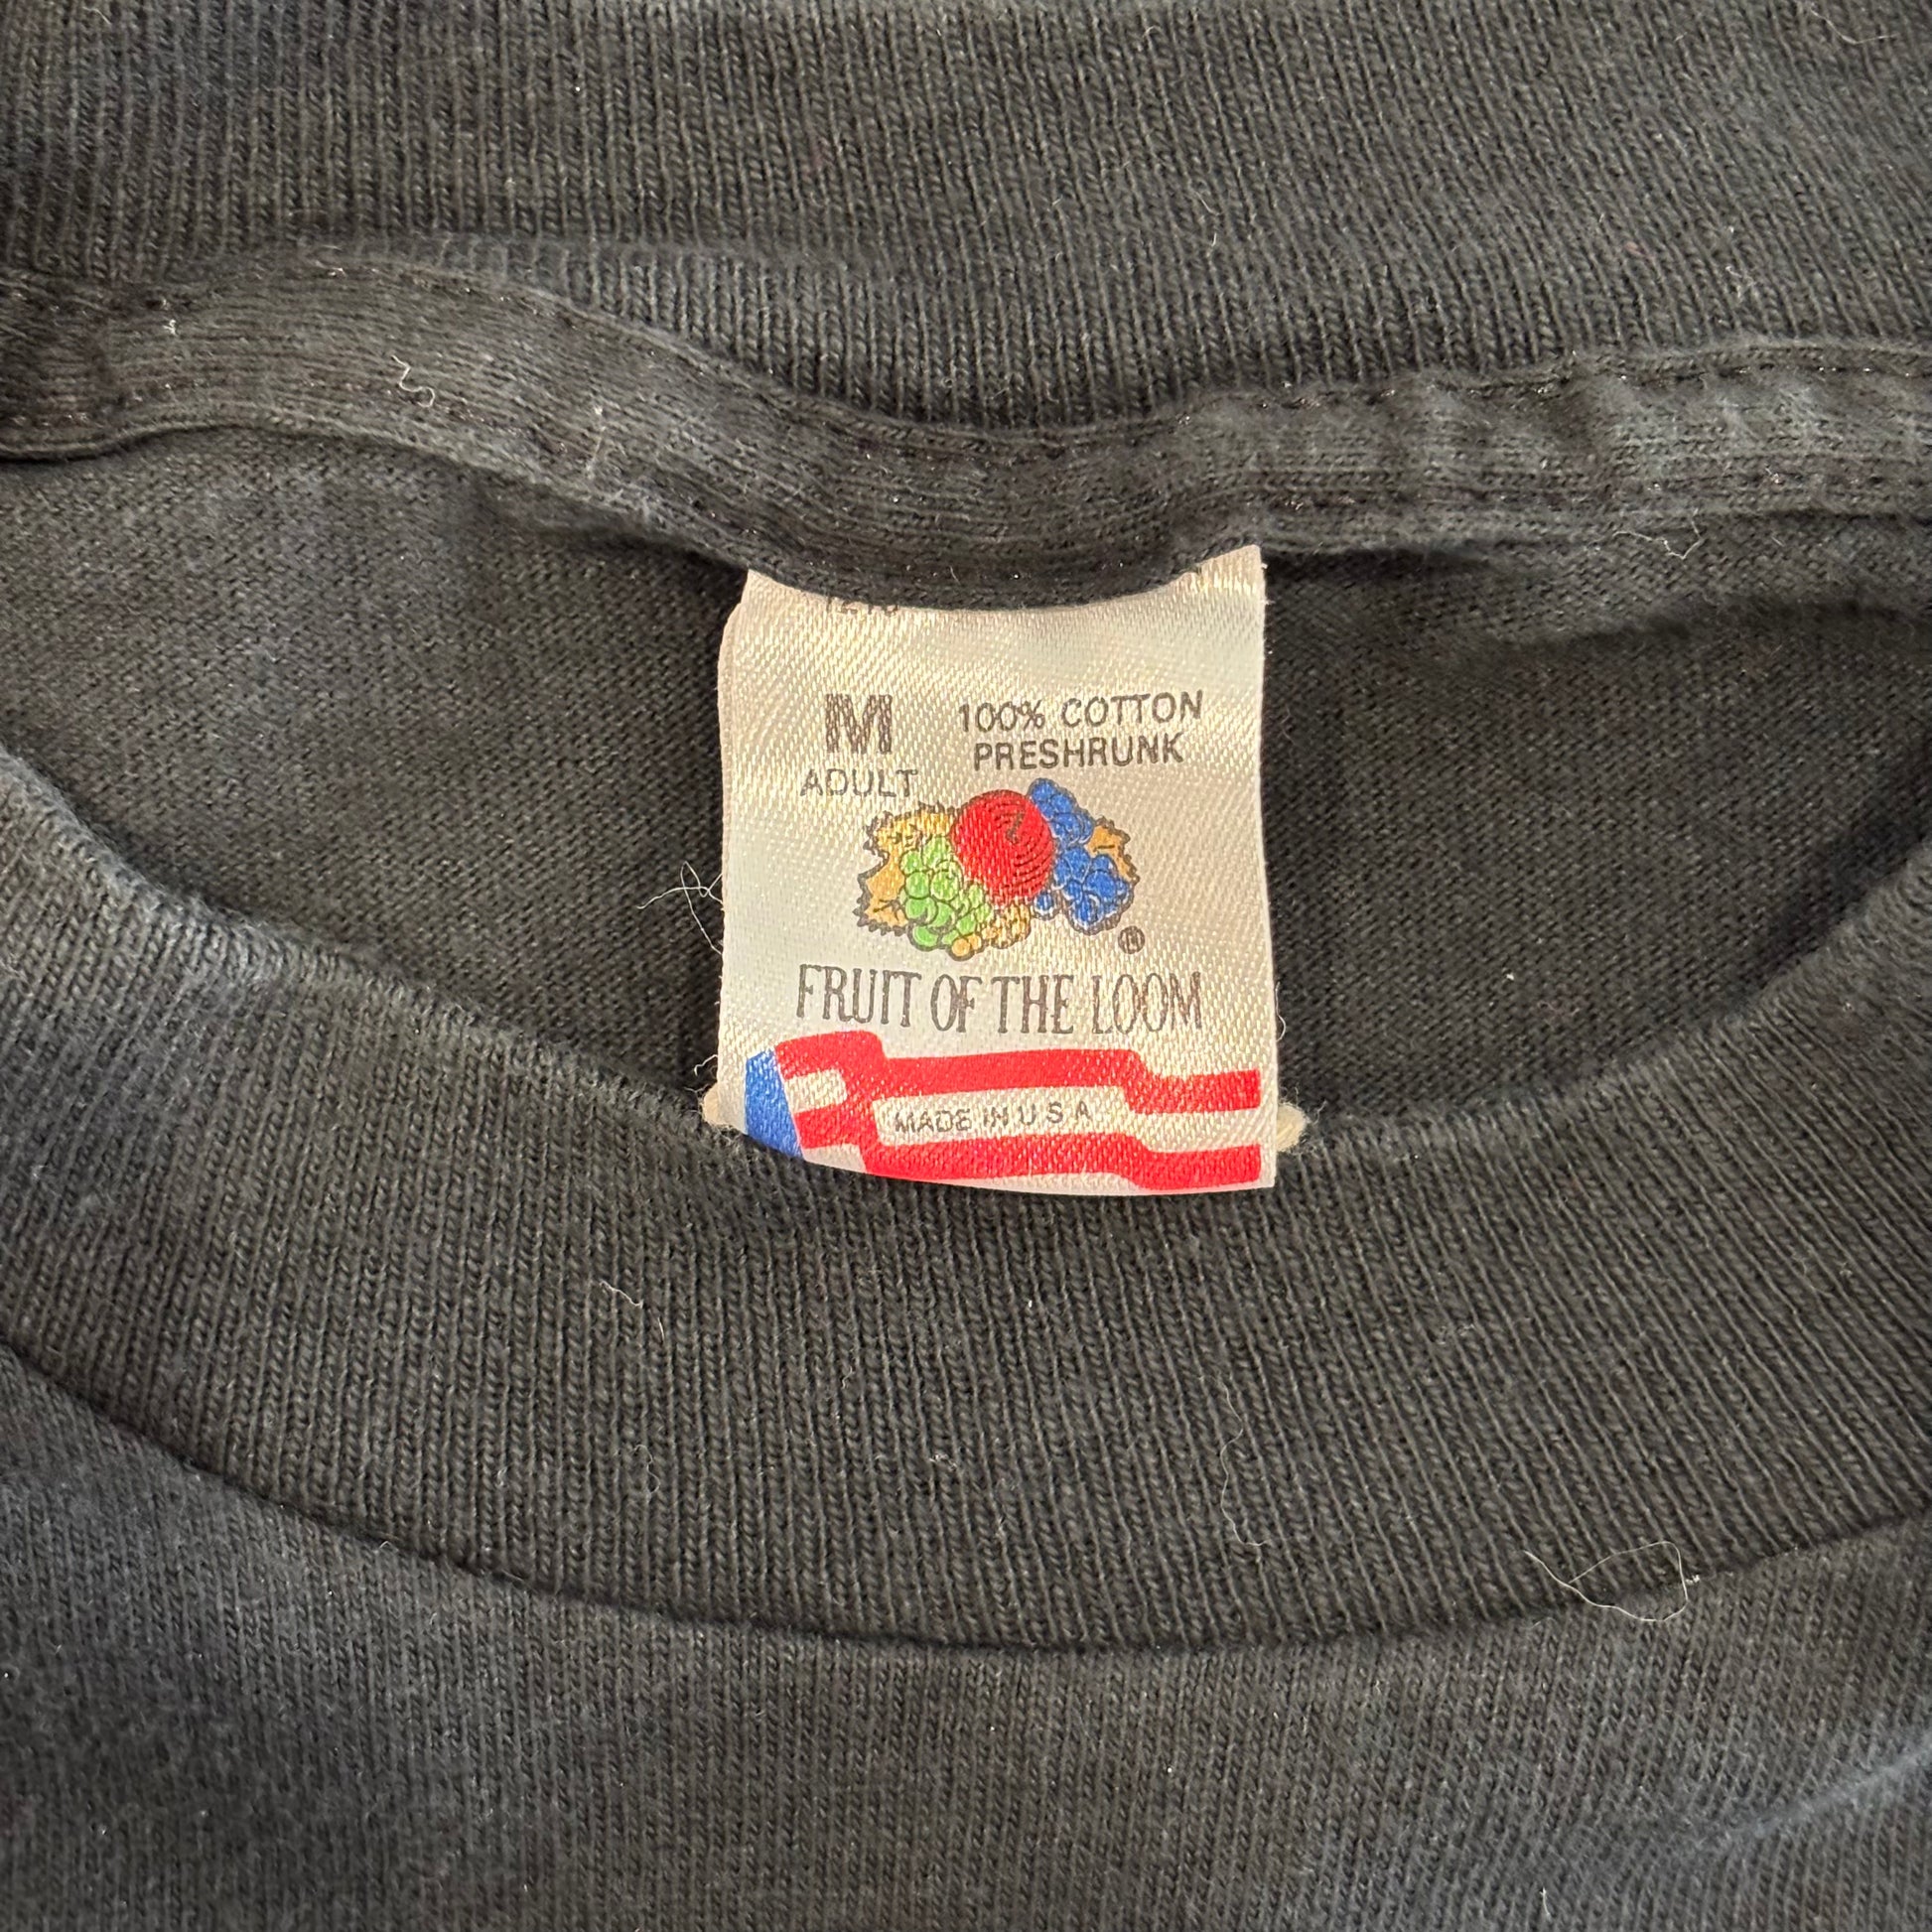 M
ADULT
100% COTTON
PRESHRUNK
®
FRUIT OF THE LOOM
MADE IN U S A